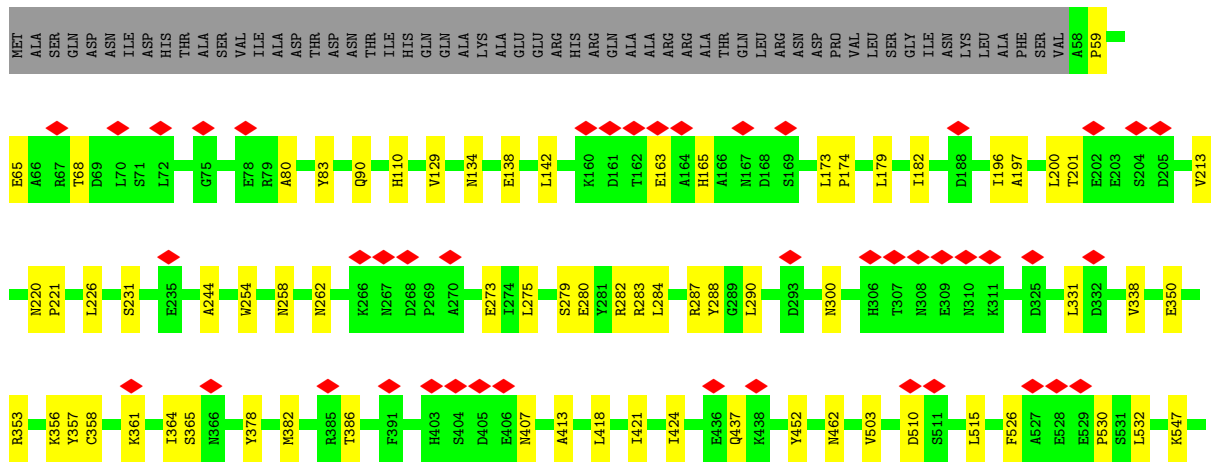 MET ALA SER GLN ASP ASN ILE ASP HIS THR ALA SER VAL ILE ALA ASP THR ASP ASN THR ILE HIS GLN GLN ALA LYS ALA GLU GLU ARG HIS ARG GLN ALA ALA ARG ARG ALA THR GLN LEU ARG ASN ASP PRO VAL LEU SER GLY ILE ASN LYS LEU ALA PHE SER VAL A58 P59
E65 A66 R67 T68 D69 L70 S71 L72 G75 E78 R79 A80 Y83 Q90 H110 V129 N134 E138 L142 K160 D161 T162 E163 A164 H165 A166 N167 D168 S169 L173 P174 L179 I182 D188 I196 A197 L200 T201 E202 E203 S204 D205 V213
N220 P221 L226 S231 E235 A244 W254 N258 N262 K266 N267 D268 P269 A270 E273 I274 L275 S279 E280 Y281 R282 R283 L284 R287 Y288 G289 L290 D293 N300 H306 T307 N308 E309 N310 K311 D325 L331 D332 V338 E350
R353 K356 Y357 C358 K361 I364 S365 N366 Y378 M382 R385 T386 F391 H403 S404 D405 E406 N407 A413 L418 I421 I424 E436 Q437 K438 Y452 N462 V503 D510 S511 L515 F526 A527 E528 E529 P530 S531 L532 K547